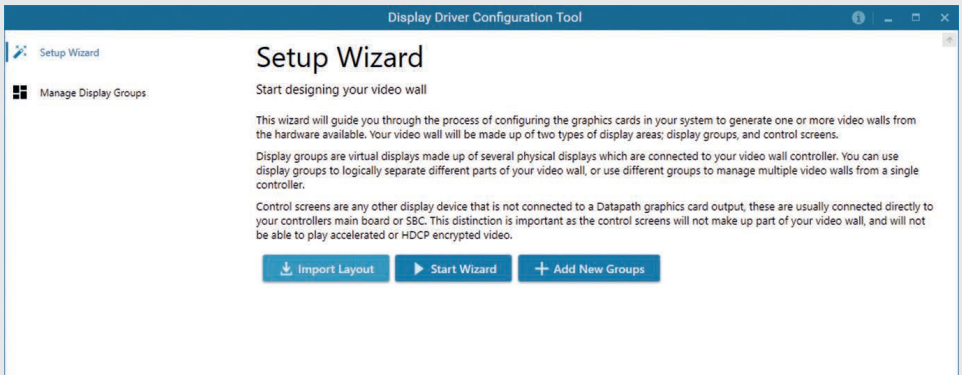 Display Driver Configuration Tool
Setup Wizard
Manage Display Groups
Setup Wizard
Start designing your video wall
This wizard will guide you through the process of configuring the graphics cards in your system to generate one or more video walls from
the hardware available. Your video wall will be made up of two types of display areas; display groups, and control screens.
Display groups are virtual displays made up of several physical displays which are connected to your video wall controller. You can use
display groups to logically separate different parts of your video wall, or use different groups to manage multiple video walls from a single
controller.
Control screens are any other display device that is not connected to a Datapath graphics card output, these are usually connected directly to
your controllers main board or SBC. This distinction is important as the control screens will not make up part of your video wall, and will not
be able to play accelerated or HDCP encrypted video.
Import Layout
Start Wizard
Add New Groups